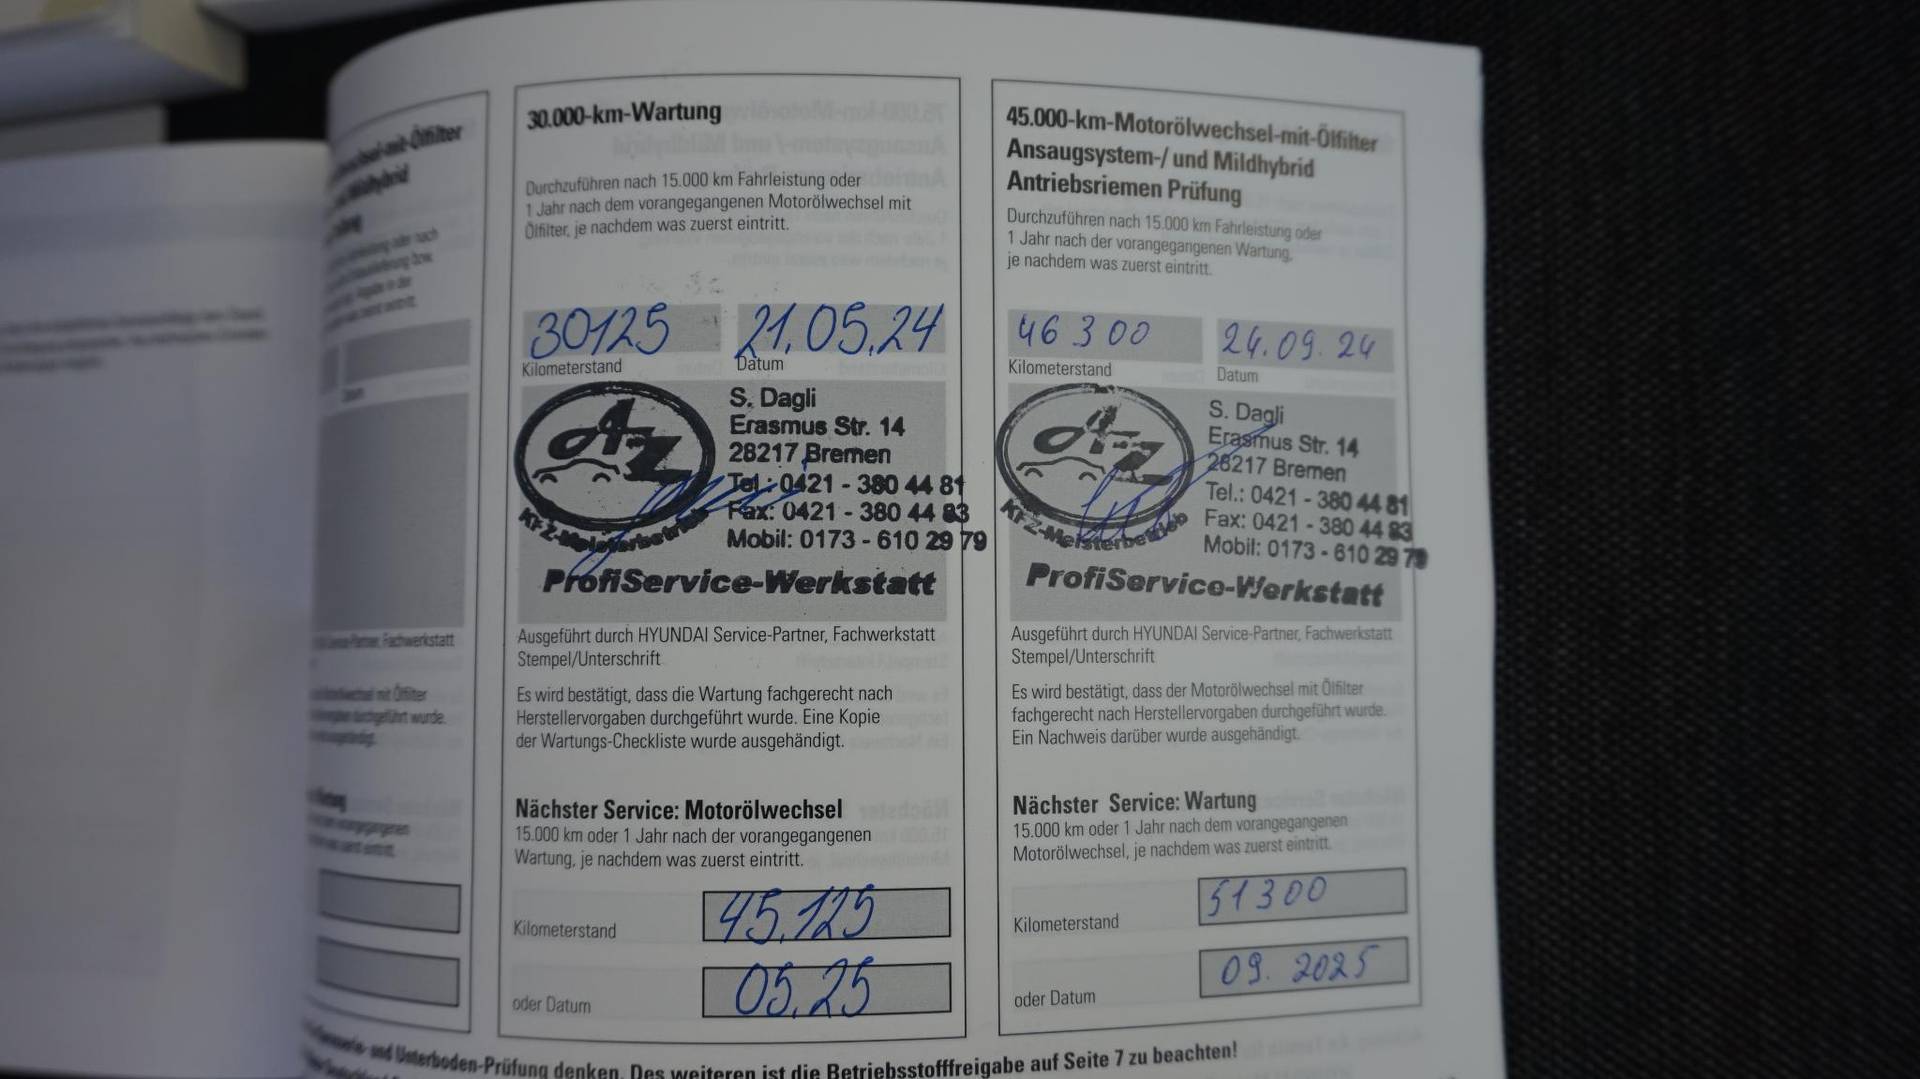 30.000-km-Wartung
Durchzuführen nach 15.000 km Fahrleistung oder
1 Jahr nach dem vorangegangenen Motorölwechsel mit
Ölfilter, je nachdem was zuerst eintritt.
30125 21.05.24
Kilometerstand Datum
AZ
KFZ-Meisterbetrieb
S. Dagli
Erasmus Str. 14
28217 Bremen
Tel.: 0421 - 380 44 81
Fax: 0421 - 380 44 83
Mobil: 0173 - 610 29 79
ProfiService-Werkstatt
Ausgeführt durch HYUNDAI Service-Partner, Fachwerkstatt
Stempel/Unterschrift
Es wird bestätigt, dass die Wartung fachgerecht nach
Herstellervorgaben durchgeführt wurde. Eine Kopie
der Wartungs-Checkliste wurde ausgehändigt.
Nächster Service: Motorölwechsel
15.000 km oder 1 Jahr nach der vorangegangenen
Wartung, je nachdem was zuerst eintritt.
Kilometerstand 45.125
oder Datum 05.25
45.000-km-Motorölwechsel-mit-Ölfilter
Ansaugsystem-/ und Mildhybrid
Antriebsriemen Prüfung
Durchzuführen nach 15.000 km Fahrleistung oder
1 Jahr nach der vorangegangenen Wartung,
je nachdem was zuerst eintritt.
46300 24.09.24
Kilometerstand Datum
AZ
KFZ-Meisterbetrieb
S. Dagli
Erasmus Str. 14
28217 Bremen
Tel.: 0421 - 380 44 81
Fax: 0421 - 380 44 83
Mobil: 0173 - 610 29 79
ProfiService-Werkstatt
Ausgeführt durch HYUNDAI Service-Partner, Fachwerkstatt
Stempel/Unterschrift
Es wird bestätigt, dass der Motorölwechsel mit Ölfilter
fachgerecht nach Herstellervorgaben durchgeführt wurde.
Ein Nachweis darüber wurde ausgehändigt.
Nächster Service: Wartung
15.000 km oder 1 Jahr nach dem vorangegangenen
Motorölwechsel, je nachdem was zuerst eintritt.
Kilometerstand 51300
oder Datum 09. 2025
und Unterboden-Prüfung denken. Des weiteren ist die Betriebsstofffreigabe auf Seite 7 zu beachten!